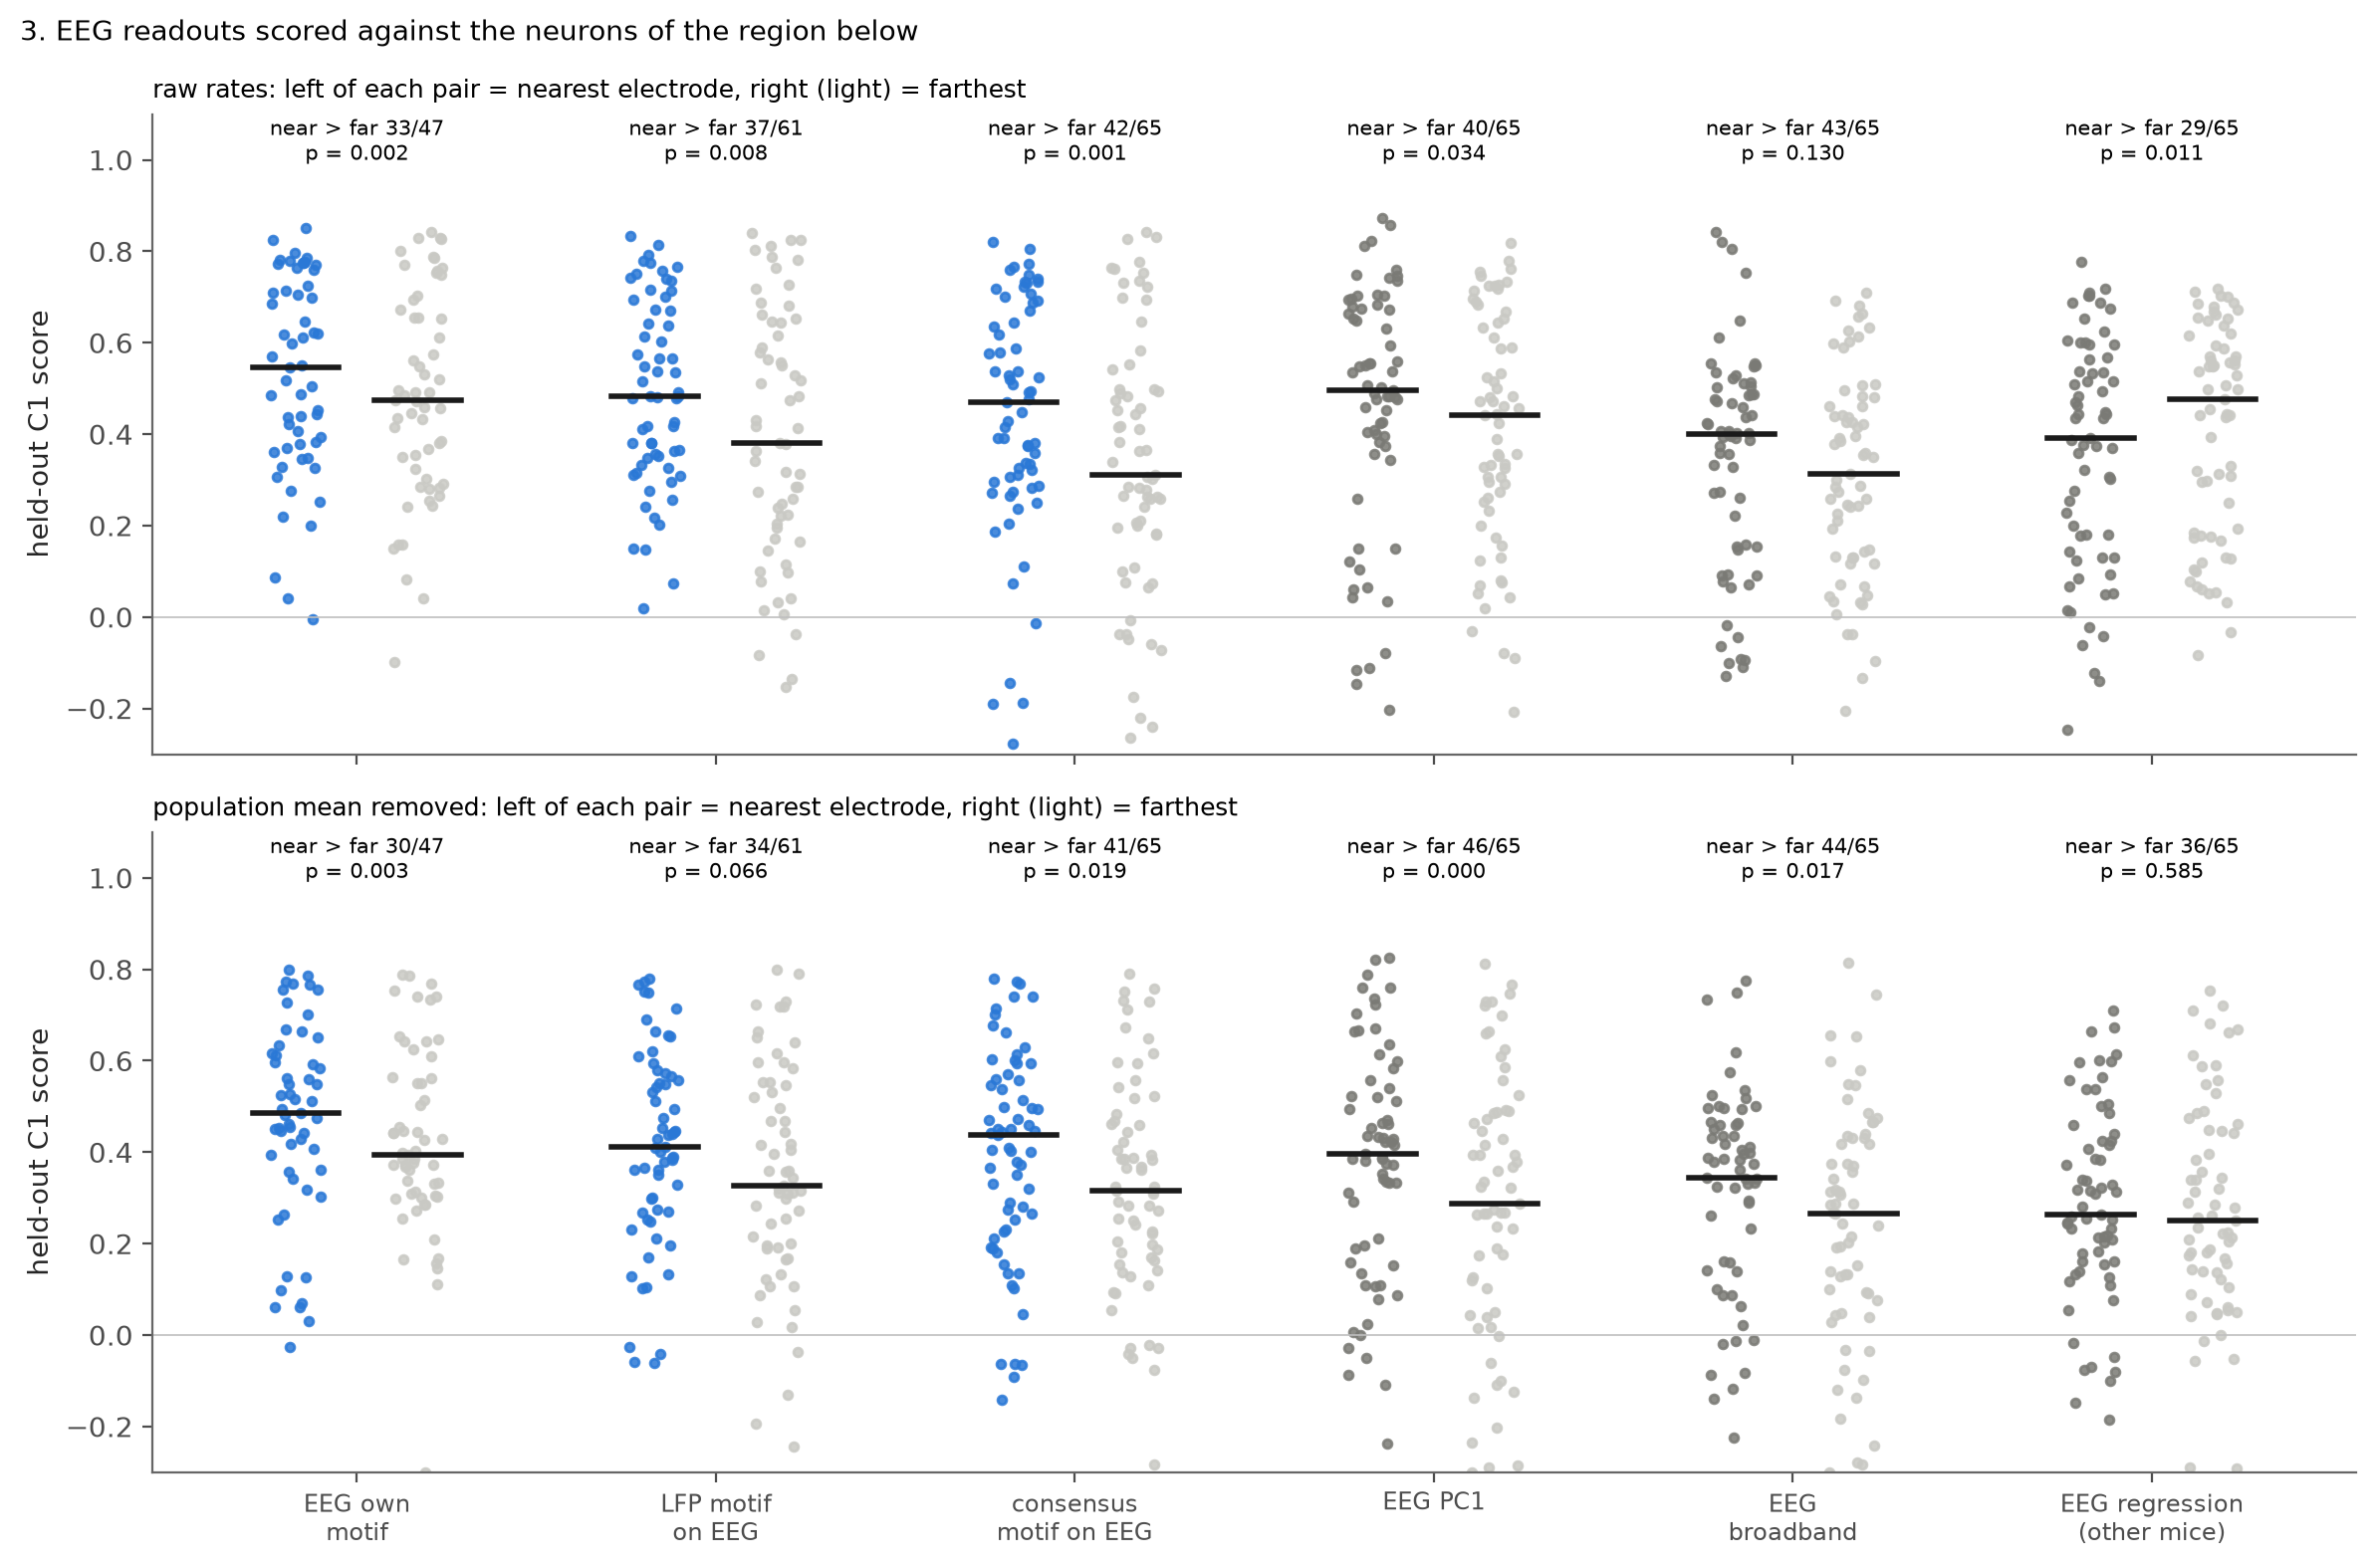 3. EEG readouts scored against the neurons of the region below
raw rates: left of each pair = nearest electrode, right (light) = farthest
near > far 33/47
p = 0.002
near > far 37/61
p = 0.008
near > far 42/65
p = 0.001
near > far 40/65
p = 0.034
near > far 43/65
p = 0.130
near > far 29/65
p = 0.011
held-out C1 score
1.0
0.8
0.6
0.4
0.2
0.0
−0.2
population mean removed: left of each pair = nearest electrode, right (light) = farthest
near > far 30/47
p = 0.003
near > far 34/61
p = 0.066
near > far 41/65
p = 0.019
near > far 46/65
p = 0.000
near > far 44/65
p = 0.017
near > far 36/65
p = 0.585
held-out C1 score
1.0
0.8
0.6
0.4
0.2
0.0
−0.2
EEG own
motif
LFP motif
on EEG
consensus
motif on EEG
EEG PC1
EEG
broadband
EEG regression
(other mice)